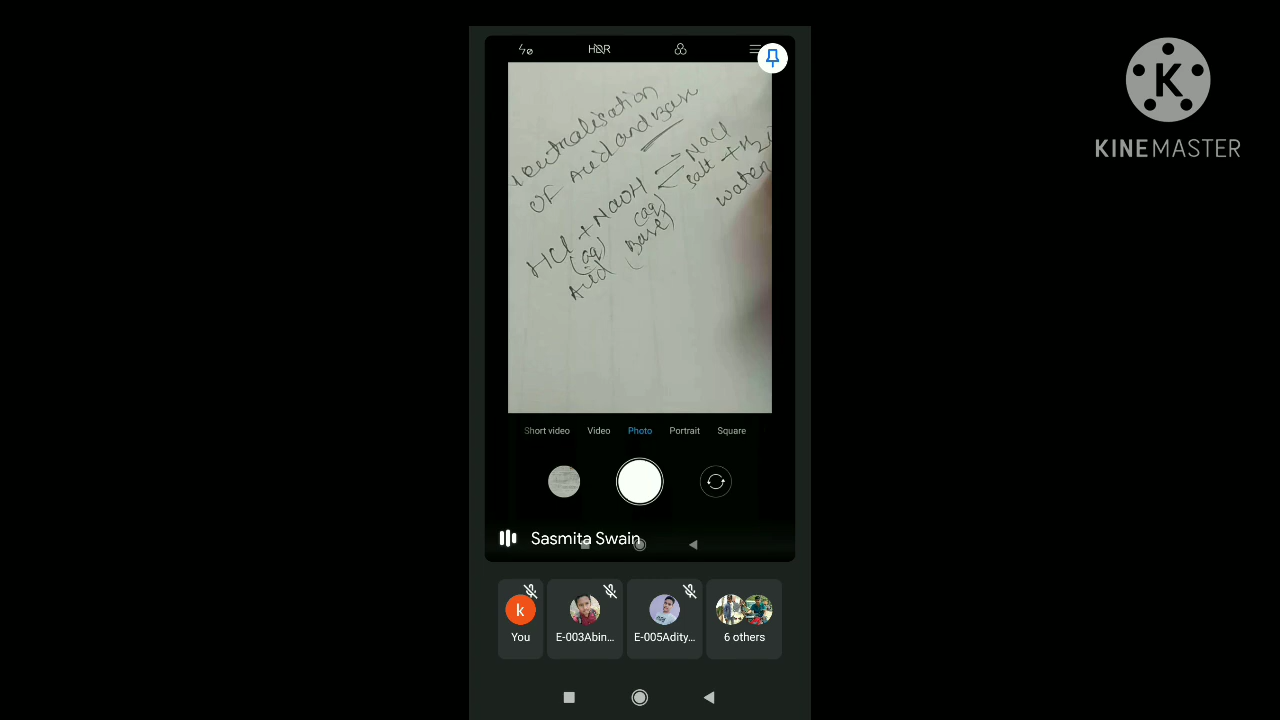 HDR
Neutralisation
of Acid and Base
HCl + NaOH ⇌ NaCl + H2
(aq) (aq) salt water
Acid (Base)
Short video Video Photo Portrait Square
Sasmita Swain
k
You E-003Abin... E-005Adity... 6 others
K
KINEMASTER